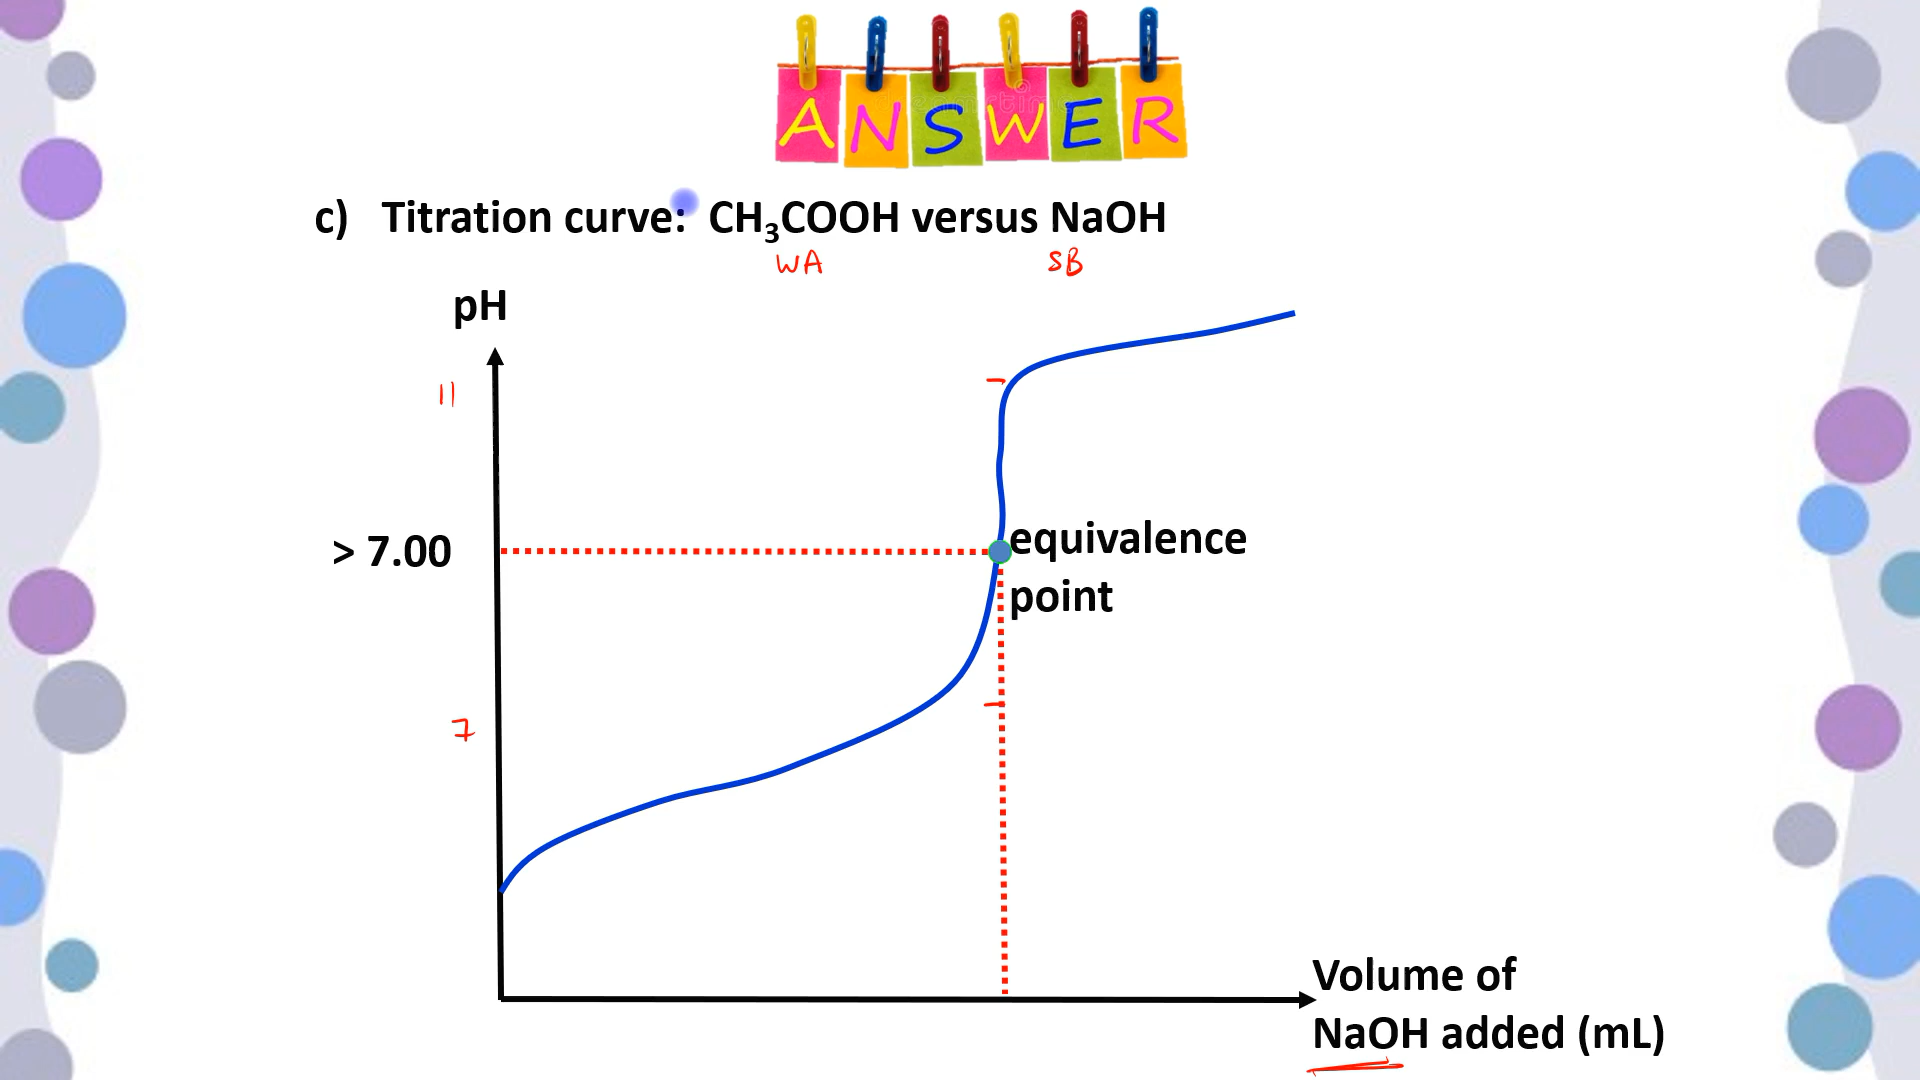 ANSWER
c) Titration curve: CH₃COOH versus NaOH
WA SB
pH
11
> 7.00
equivalence
point
7
Volume of
NaOH added (mL)